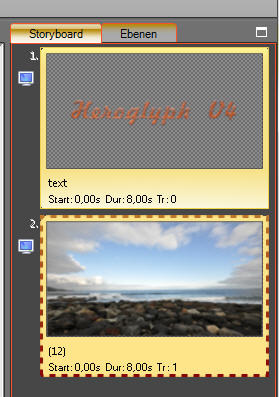 Storyboard
Ebenen
1.
Heroglyph 04
text
Start: 0,00s Dur: 8,00s Tr: 0
2.
(12)
Start: 0,00s Dur: 8,00s Tr: 1